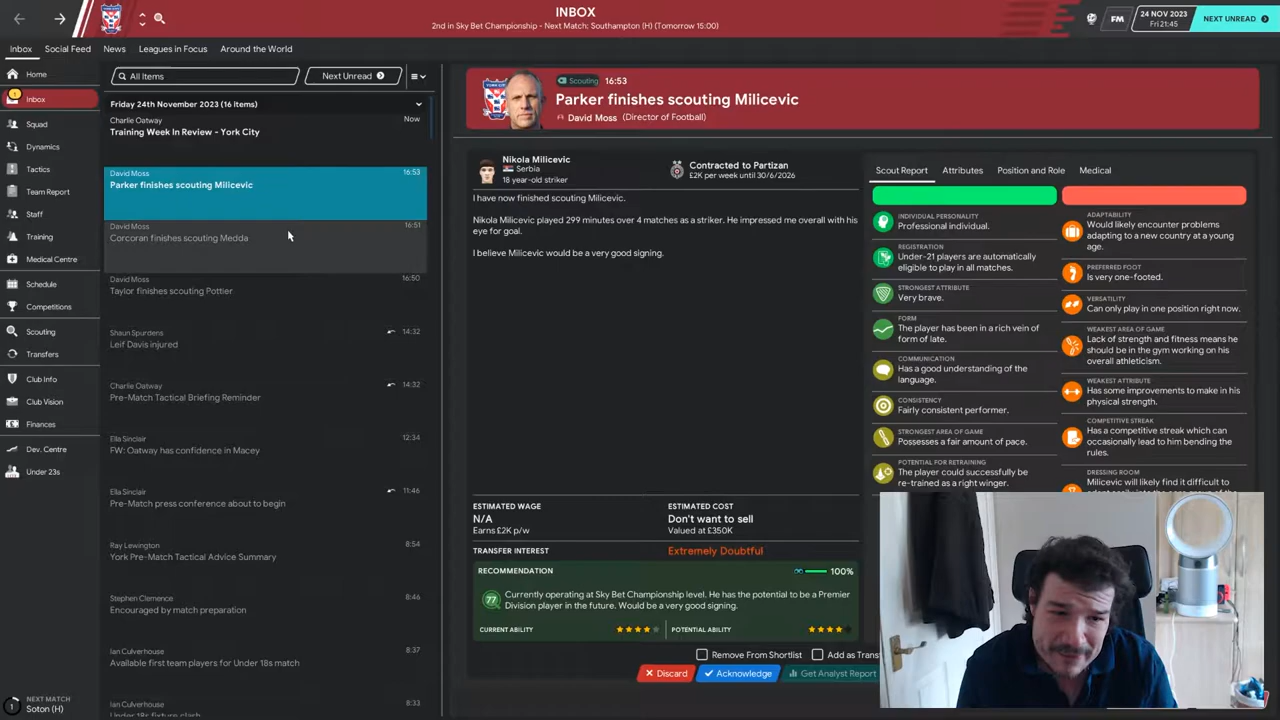 INBOX
2nd in Sky Bet Championship - Next Match: Southampton (H) (Tomorrow 15:00)
FM
24 NOV 2023
FRI 21:45
NEXT UNREAD
Inbox
Social Feed
News
Leagues in Focus
Around the World
Home
1
Inbox
Squad
Dynamics
Tactics
Team Report
Staff
Training
Medical Centre
Schedule
Competitions
Scouting
Transfers
Club Info
Club Vision
Finances
Dev. Centre
Under 23s
1
NEXT MATCH
Soton (H)
All Items
Next Unread
Friday 24th November 2023 (16 items)
Charlie Oatway
Now
Training Week In Review - York City
David Moss
16:53
Parker finishes scouting Milicevic
David Moss
16:51
Corcoran finishes scouting Medda
David Moss
16:50
Taylor finishes scouting Pottier
Shaun Spurdens
14:32
Leif Davis injured
Charlie Oatway
14:32
Pre-Match Tactical Briefing Reminder
Ella Sinclair
12:34
FW: Oatway has confidence in Macey
Ella Sinclair
11:46
Pre-Match press conference about to begin
Ray Lewington
8:54
York Pre-Match Tactical Advice Summary
Stephen Clemence
8:46
Encouraged by match preparation
Ian Culverhouse
8:37
Available first team players for Under 18s match
Ian Culverhouse
8:33
Under 18s fixture clash
Scouting
16:53
Parker finishes scouting Milicevic
David Moss (Director of Football)
Nikola Milicevic
Serbia
18 year-old striker
Contracted to Partizan
£2K per week until 30/6/2026
I have now finished scouting Milicevic.
Nikola Milicevic played 299 minutes over 4 matches as a striker. He impressed me overall with his
eye for goal.
I believe Milicevic would be a very good signing.
ESTIMATED WAGE
N/A
Earns £2K p/w
ESTIMATED COST
Don't want to sell
Valued at £350K
TRANSFER INTEREST
Extremely Doubtful
RECOMMENDATION
100%
77
Currently operating at Sky Bet Championship level. He has the potential to be a Premier
Division player in the future. Would be a very good signing.
CURRENT ABILITY
POTENTIAL ABILITY
Remove From Shortlist
Add as Trans
Discard
Acknowledge
Get Analyst Report
Scout Report
Attributes
Position and Role
Medical
INDIVIDUAL PERSONALITY
Professional individual.
REGISTRATION
Under-21 players are automatically
eligible to play in all matches.
STRONGEST ATTRIBUTE
Very brave.
FORM
The player has been in a rich vein of
form of late.
COMMUNICATION
Has a good understanding of the
language.
CONSISTENCY
Fairly consistent performer.
STRONGEST AREA OF GAME
Possesses a fair amount of pace.
POTENTIAL FOR RETRAINING
The player could successfully be
re-trained as a right winger.
ADAPTABILITY
Would likely encounter problems
adapting to a new country at a young
age.
PREFERRED FOOT
Is very one-footed.
VERSATILITY
Can only play in one position right now.
WEAKEST AREA OF GAME
Lack of strength and fitness means he
should be in the gym working on his
overall athleticism.
WEAKEST ATTRIBUTE
Has some improvements to make in his
physical strength.
COMPETITIVE STREAK
Has a competitive streak which can
occasionally lead to him bending the
rules.
DRESSING ROOM
Milicevic will likely find it difficult to